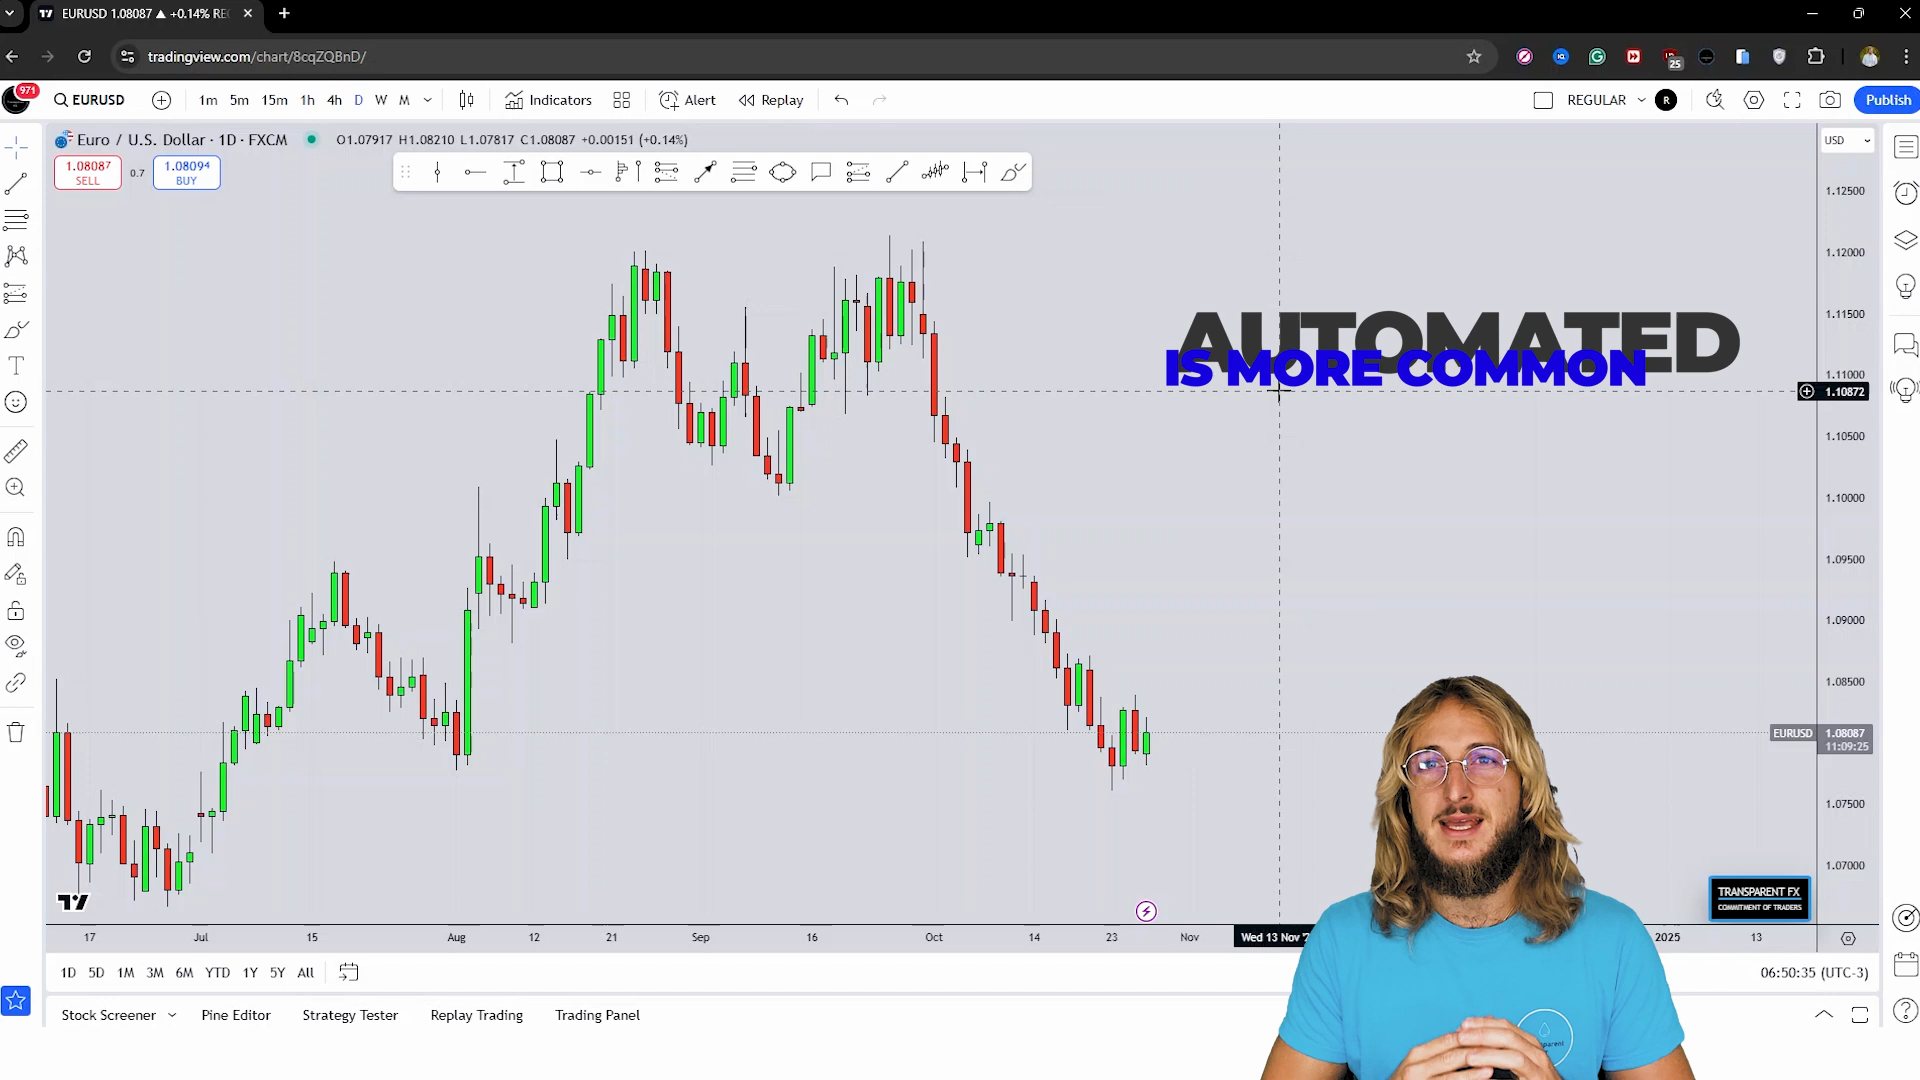 EURUSD 1.08087 ▲ +0.14% RE
tradingview.com/chart/8cqZQBnD/
25
971
EURUSD
1m 5m 15m 1h 4h D W M
Indicators
Alert
Replay
REGULAR
R
Publish
Euro / U.S. Dollar · 1D · FXCM
O1.07917 H1.08210 L1.07817 C1.08087 +0.00151 (+0.14%)
USD
1.08087
SELL
0.7
1.08094
BUY
1.12500
1.12000
1.11500
AUTOMATED
IS MORE COMMON
1.11000
1.10872
1.10500
1.10000
1.09500
1.09000
1.08500
EURUSD 1.08087
11:09:25
1.07500
1.07000
TRANSPARENT FX
COMMITMENT OF TRADERS
17 Jul 15 Aug 12 21 Sep 16 Oct 14 23 Nov Wed 13 Nov 2025 13
1D 5D 1M 3M 6M YTD 1Y 5Y All
06:50:35 (UTC-3)
Stock Screener Pine Editor Strategy Tester Replay Trading Trading Panel